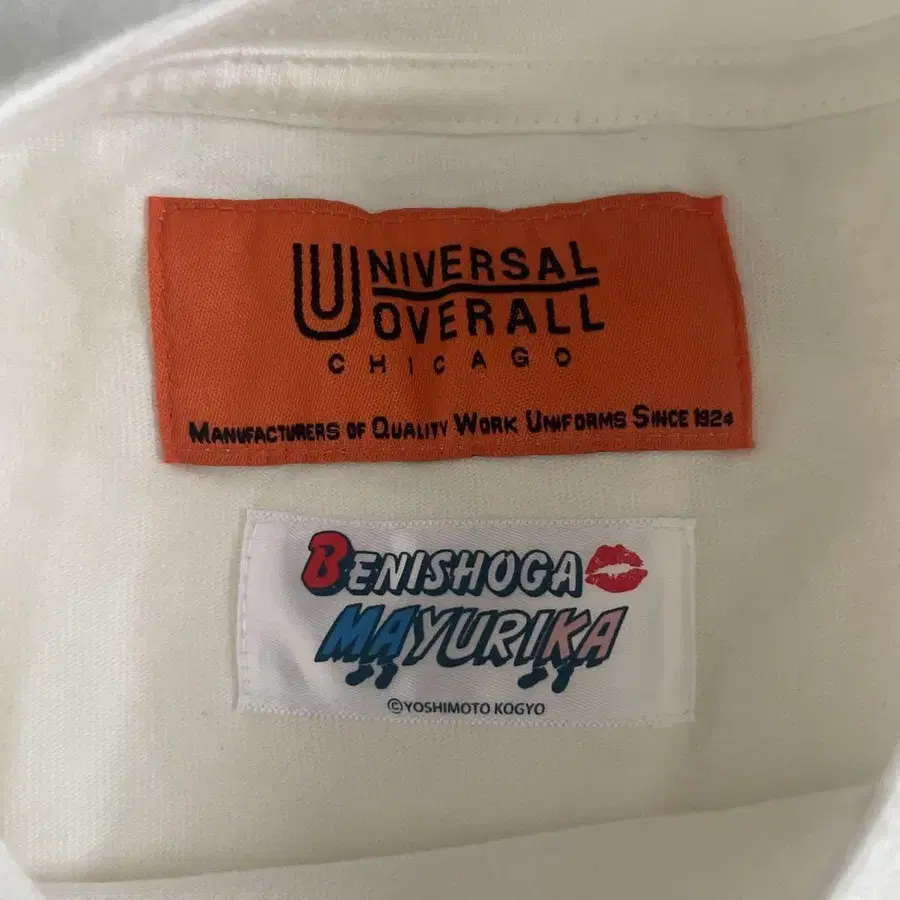 UNIVERSAL
OVERALL
CHICAGO
MANUFACTURERS OF QUALITY WORK UNIFORMS SINCE 1924
BENISHOGA
MAYURIKA
©YOSHIMOTO KOGYO